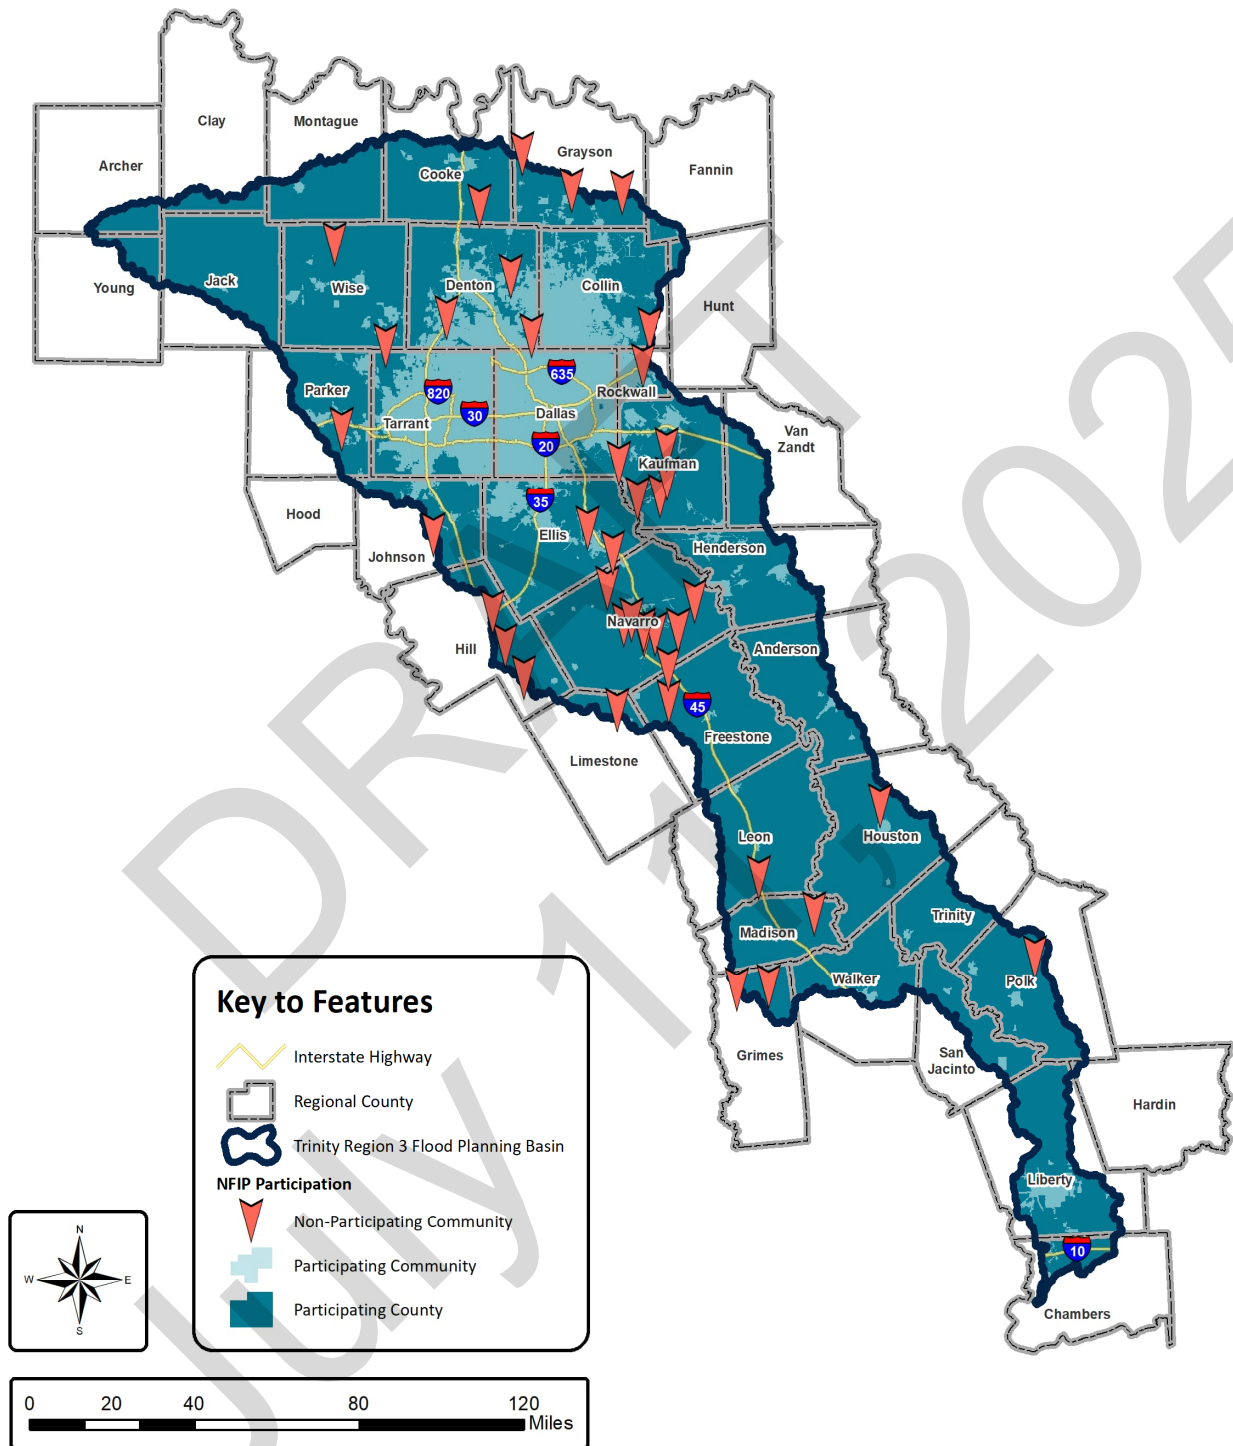 Clay
Montague
Archer
Grayson
Fannin
Cooke
Young
Jack
Wise
Denton
Collin
Hunt
Parker
Rockwall
635
820
30
Tarrant
Dallas
20
Van
Zandt
Kaufman
Hood
35
Johnson
Ellis
Henderson
Navarro
Hill
Anderson
45
Freestone
Limestone
Leon
Houston
Trinity
Madison
Walker
Polk
Grimes
San
Jacinto
Hardin
Liberty
10
Chambers
DRAFT
July 11, 2025
Key to Features
Interstate Highway
Regional County
Trinity Region 3 Flood Planning Basin
NFIP Participation
Non-Participating Community
Participating Community
Participating County
N
W E
S
0 20 40 80 120
Miles